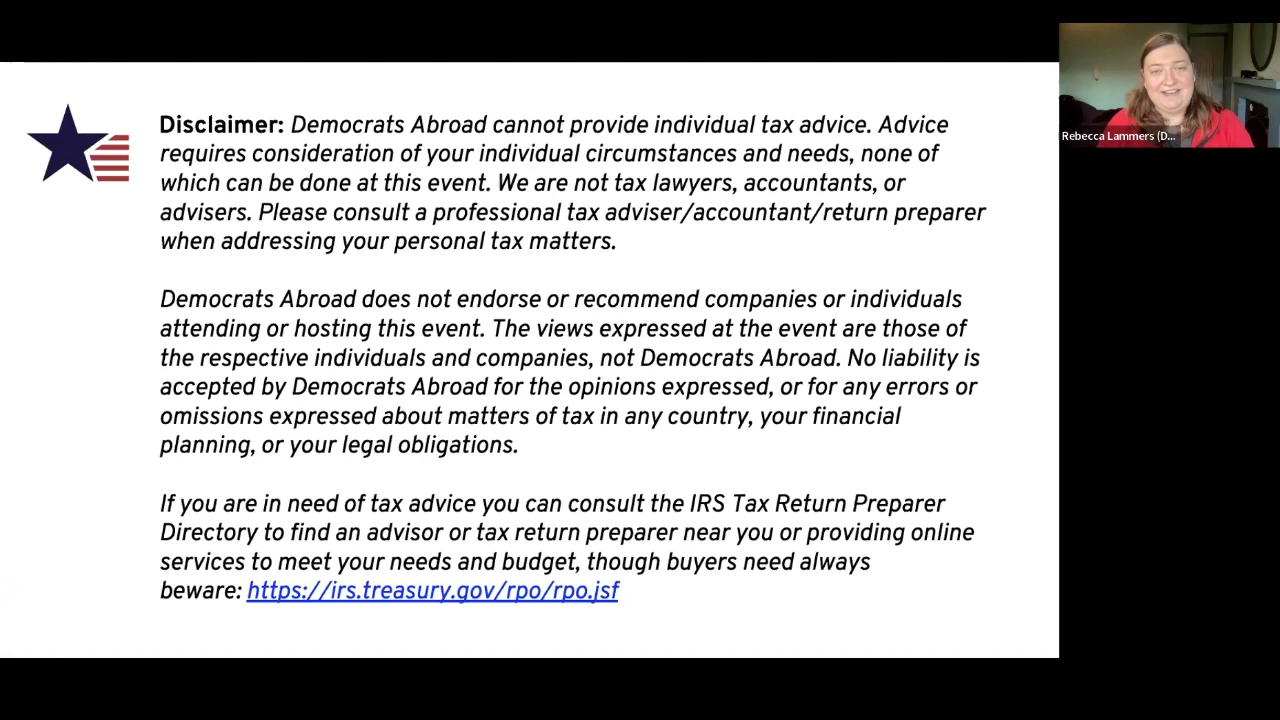 Disclaimer: Democrats Abroad cannot provide individual tax advice. Advice
requires consideration of your individual circumstances and needs, none of
which can be done at this event. We are not tax lawyers, accountants, or
advisers. Please consult a professional tax adviser/accountant/return preparer
when addressing your personal tax matters.
Democrats Abroad does not endorse or recommend companies or individuals
attending or hosting this event. The views expressed at the event are those of
the respective individuals and companies, not Democrats Abroad. No liability is
accepted by Democrats Abroad for the opinions expressed, or for any errors or
omissions expressed about matters of tax in any country, your financial
planning, or your legal obligations.
If you are in need of tax advice you can consult the IRS Tax Return Preparer
Directory to find an advisor or tax return preparer near you or providing online
services to meet your needs and budget, though buyers need always
beware: https://irs.treasury.gov/rpo/rpo.jsf
Rebecca Lammers (D...